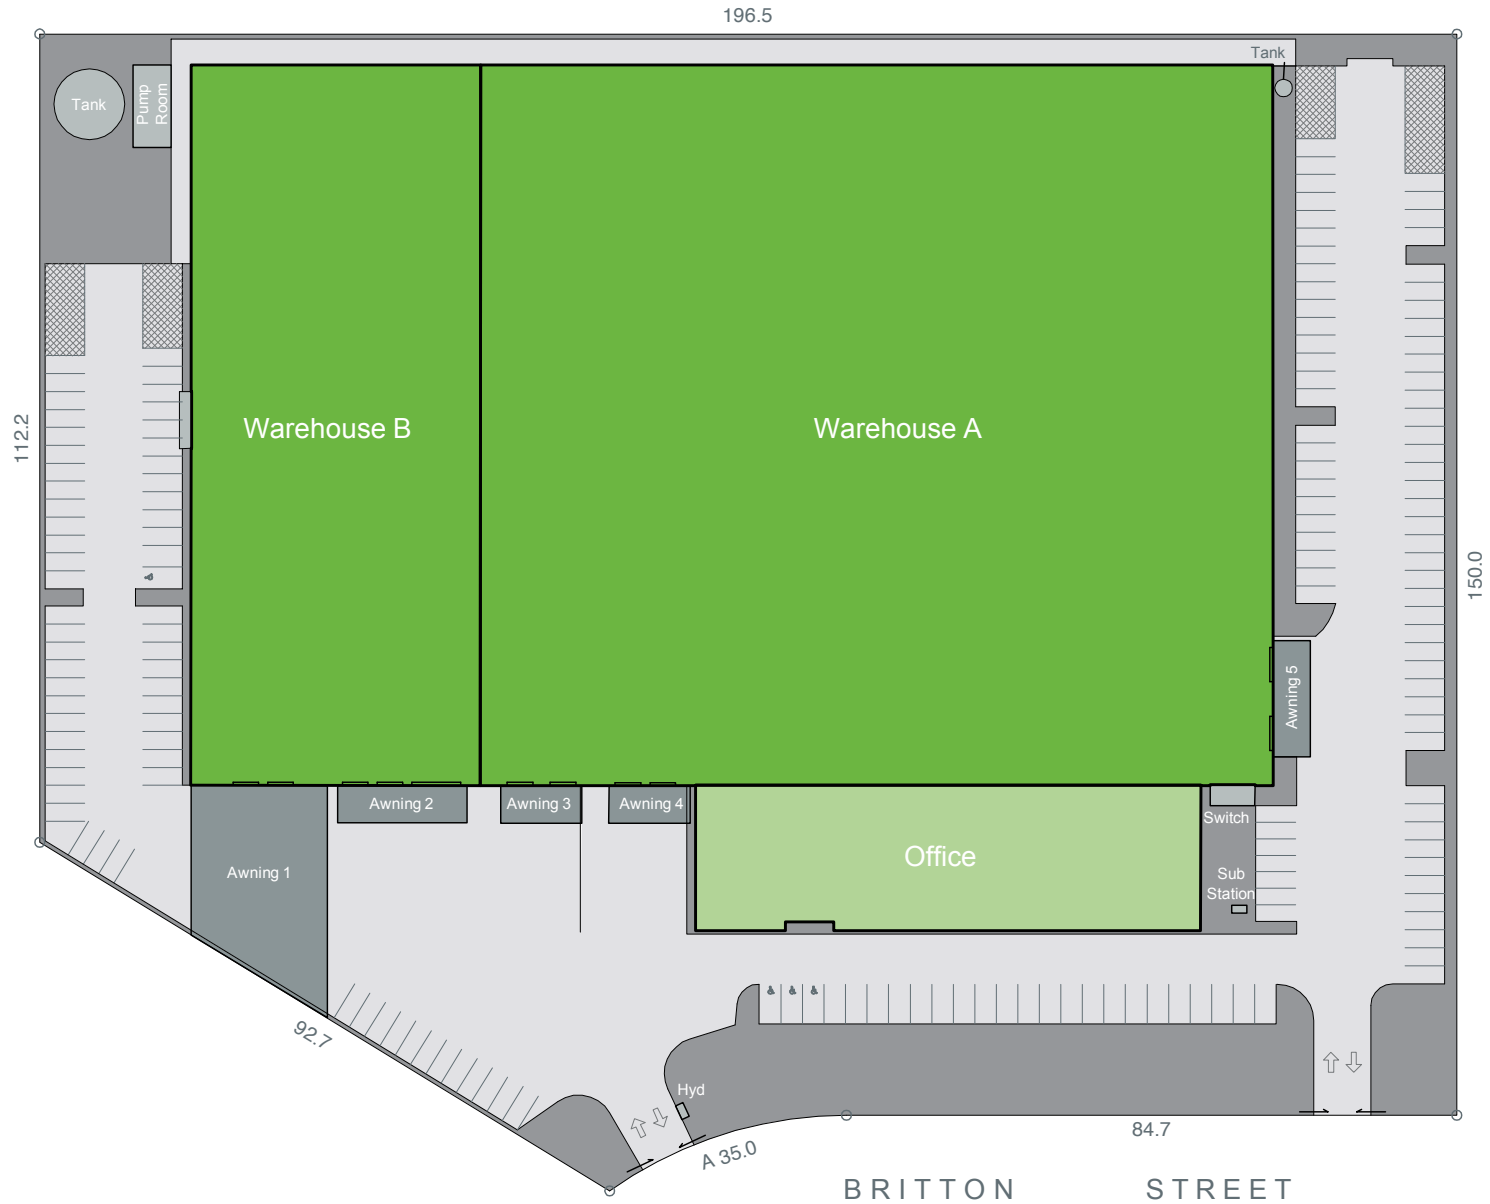 196.5
Tank
Tank
Pump
Room
112.2
Warehouse B
Warehouse A
150.0
Awning 5
Awning 2
Awning 3
Awning 4
Switch
Office
Awning 1
Sub
Station
92.7
Hyd
A 35.0
84.7
BRITTON STREET